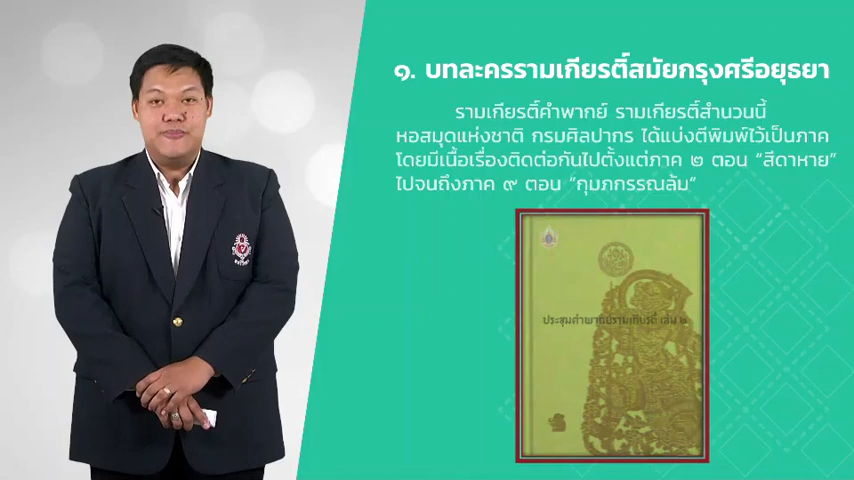 ๑. บทละครรามเกียรติ์สมัยกรุงศรีอยุธยา
รามเกียรติ์คำพากย์ รามเกียรติ์สำนวนนี้
หอสมุดแห่งชาติ กรมศิลปากร ได้แบ่งตีพิมพ์ไว้เป็นภาค
โดยมีเนื้อเรื่องติดต่อกันไปตั้งแต่ภาค ๒ ตอน “สีดาหาย”
ไปจนถึงภาค ๙ ตอน “กุมภกรรณล้ม”
ประชุมคำพากย์รามเกียรติ์ เล่ม ๒